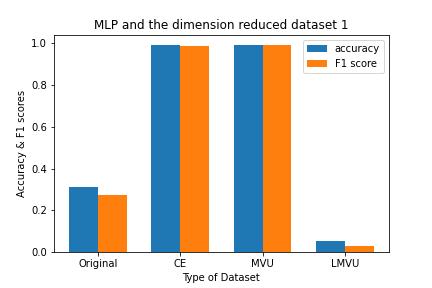 MLP and the dimension reduced dataset 1
accuracy
F1 score
Accuracy & F1 scores
1.0
0.8
0.6
0.4
0.2
0.0
Original CE MVU LMVU
Type of Dataset